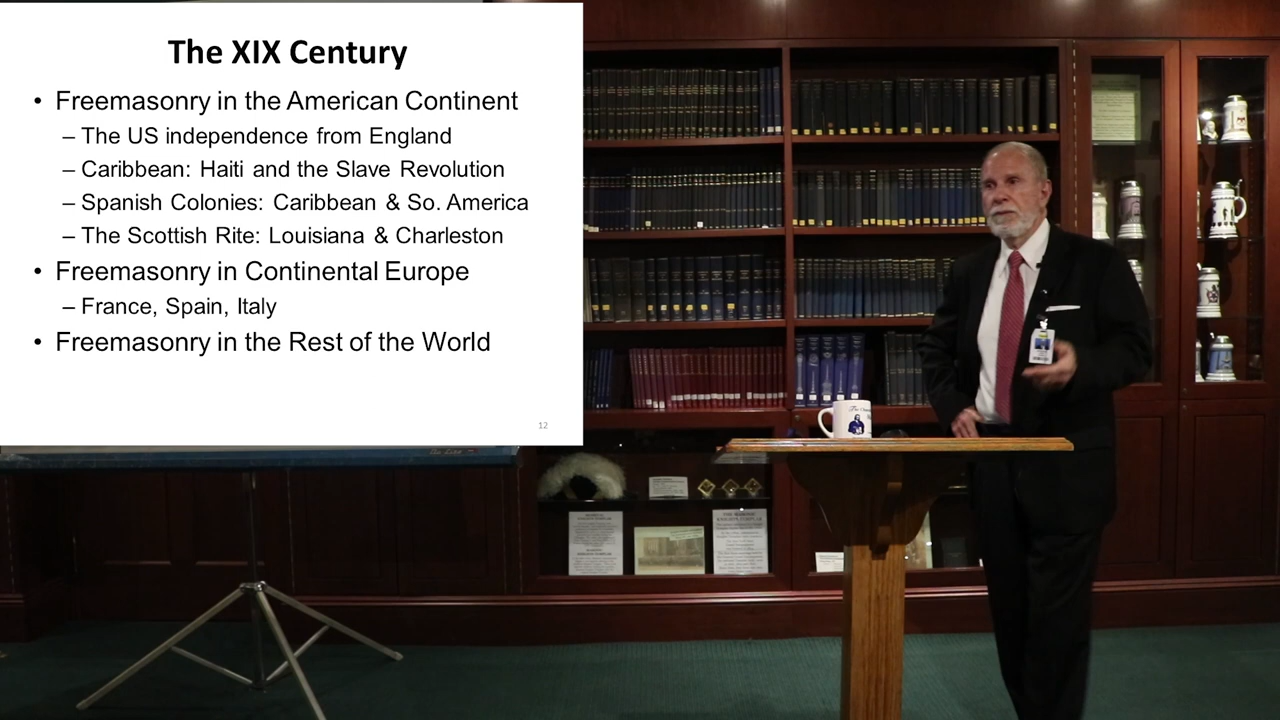 The XIX Century
• Freemasonry in the American Continent
– The US independence from England
– Caribbean: Haiti and the Slave Revolution
– Spanish Colonies: Caribbean & So. America
– The Scottish Rite: Louisiana & Charleston
• Freemasonry in Continental Europe
– France, Spain, Italy
• Freemasonry in the Rest of the World
12